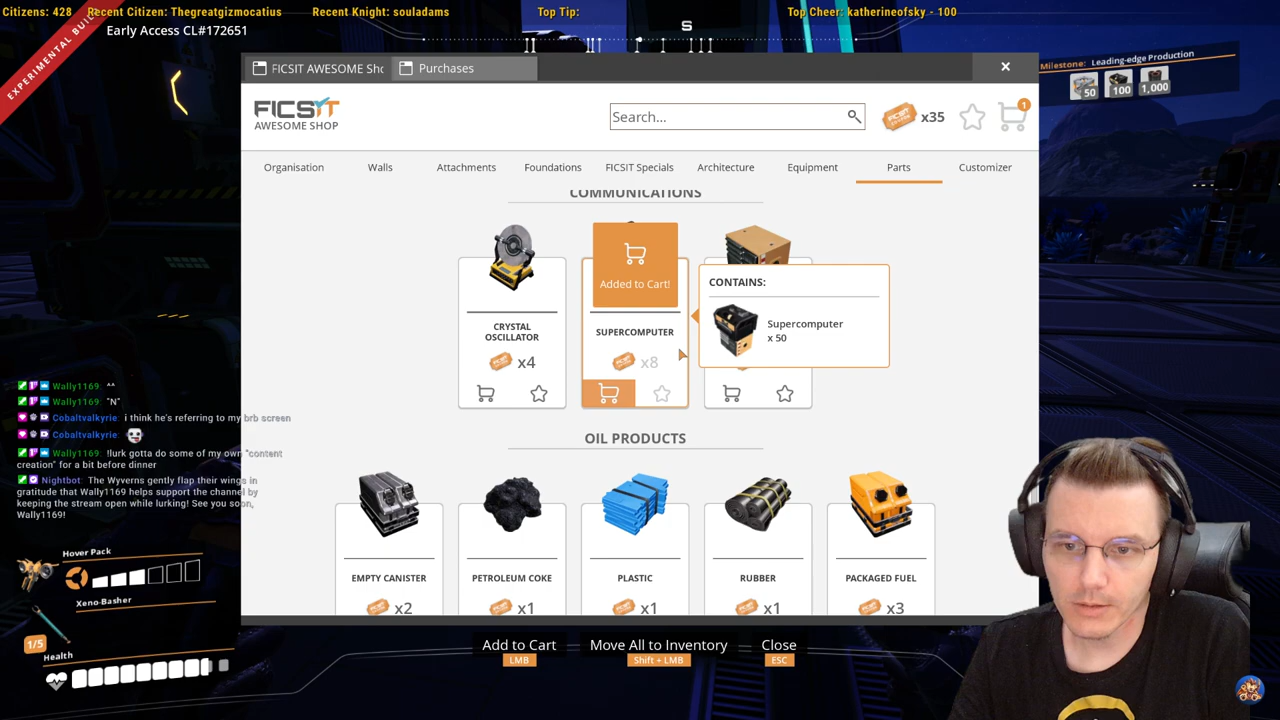 Citizens: 428
Recent Citizen: Thegreatgizmocatius
Recent Knight: souladams
Top Tip:
Top Cheer: katherineofsky - 100
Early Access CL#172651
EXPERIMENTAL BUILD
S
Milestone: Leading-edge Production
50
100
1,000
FICSIT AWESOME Sho
Purchases
FICSIT
AWESOME SHOP
Search...
FICSIT
x35
1
Organisation
Walls
Attachments
Foundations
FICSIT Specials
Architecture
Equipment
Parts
Customizer
COMMUNICATIONS
Added to Cart!
CONTAINS:
Supercomputer
x 50
CRYSTAL
OSCILLATOR
x4
SUPERCOMPUTER
x8
OIL PRODUCTS
EMPTY CANISTER
x2
PETROLEUM COKE
x1
PLASTIC
x1
RUBBER
x1
PACKAGED FUEL
x3
Wally1169: ^^
Wally1169: "N"
Cobaltvalkyrie: i think he's referring to my brb screen
Cobaltvalkyrie:
Wally1169: !lurk gotta do some of my own "content
creation" for a bit before dinner
Nightbot: The Wyverns gently flap their wings in
gratitude that Wally1169 helps support the channel by
keeping the stream open while lurking! See you soon,
Wally1169!
Hover Pack
Xeno-Basher
1/5
Health
Add to Cart
LMB
Move All to Inventory
Shift + LMB
Close
ESC